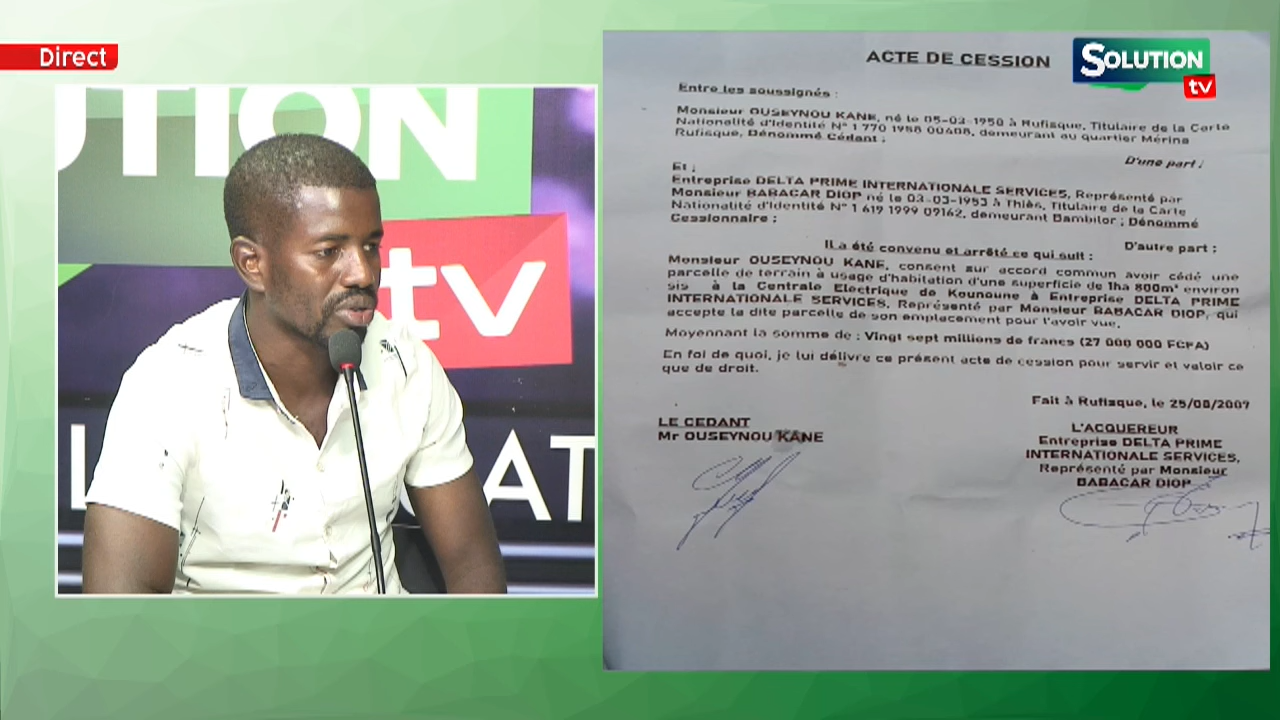 Direct
SOLUTION
tv
UTION
tv
ACTE DE CESSION
Entre les soussignés :
Monsieur OUSEYNOU KANE, né le 05-03-1950 à Rufisque, Titulaire de la Carte
Nationalité d'Identité N° 1 770 1988 00408, demeurant au quartier Mérina
Rufisque, Dénommé Cédant ;
D'une part ;
Et ;
Entreprise DELTA PRIME INTERNATIONALE SERVICES, Représenté par
Monsieur BABACAR DIOP né le 03-03-1953 à Thiès, Titulaire de la Carte
Nationalité d'Identité N° 1 619 1999 09162, demeurant Bambilor ; Dénommé
Cessionnaire ;
D'autre part ;
Il a été convenu et arrêté ce qui suit :
Monsieur OUSEYNOU KANE, consent sur accord commun avoir cédé une
parcelle de terrain à usage d'habitation d'une superficie de 1ha 800m² environ
sis à la Centrale Electrique de Kounoune à Entreprise DELTA PRIME
INTERNATIONALE SERVICES, Représenté par Monsieur BABACAR DIOP, qui
accepte la dite parcelle de son emplacement pour l'avoir vue.
Moyennant la somme de : Vingt sept millions de francs (27 000 000 FCFA)
En foi de quoi, je lui délivre ce présent acte de cession pour servir et valoir ce
que de droit.
Fait à Rufisque, le 25/08/2007
LE CEDANT
Mr OUSEYNOU KANE
L'ACQUEREUR
Entreprise DELTA PRIME
INTERNATIONALE SERVICES,
Représenté par Monsieur
BABACAR DIOP